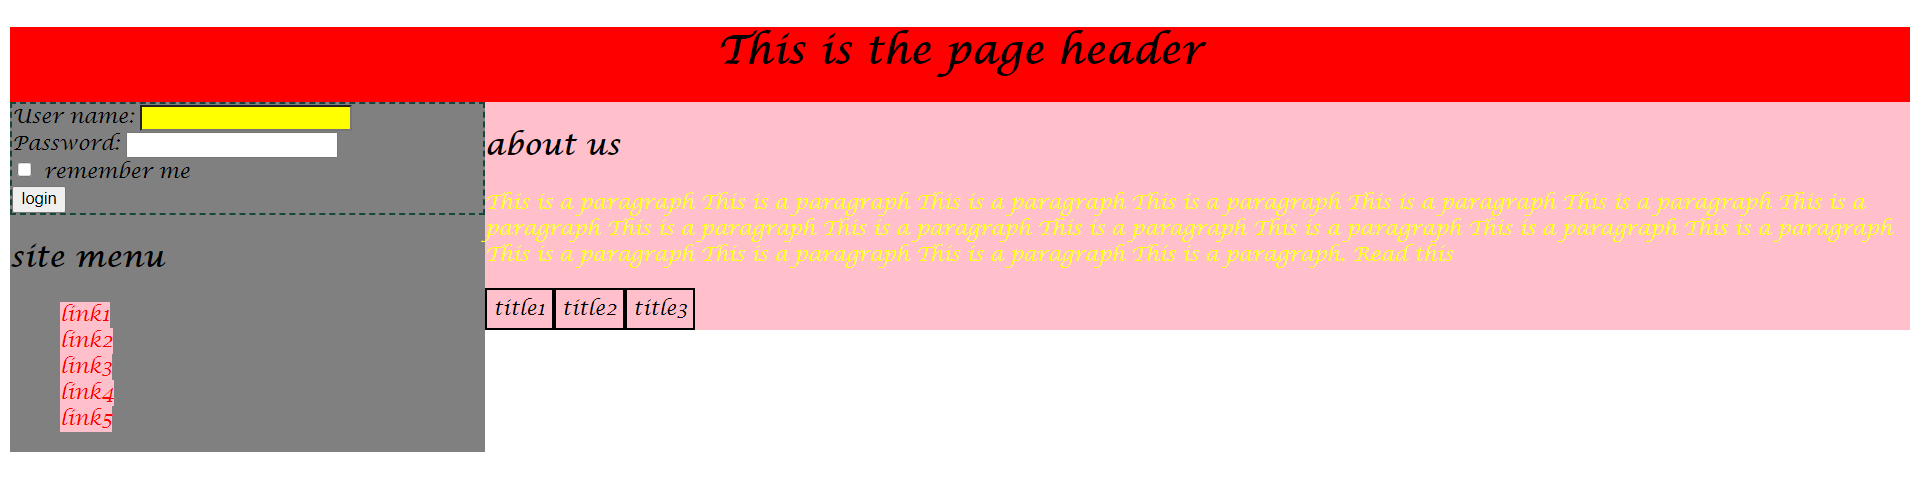 This is the page header
User name:
Password:
remember me
login
site menu
link1
link2
link3
link4
link5
about us
This is a paragraph This is a paragraph This is a paragraph This is a paragraph This is a paragraph This is a paragraph This is a
paragraph This is a paragraph This is a paragraph This is a paragraph This is a paragraph This is a paragraph This is a paragraph
This is a paragraph This is a paragraph This is a paragraph This is a paragraph. Read this
title1 title2 title3